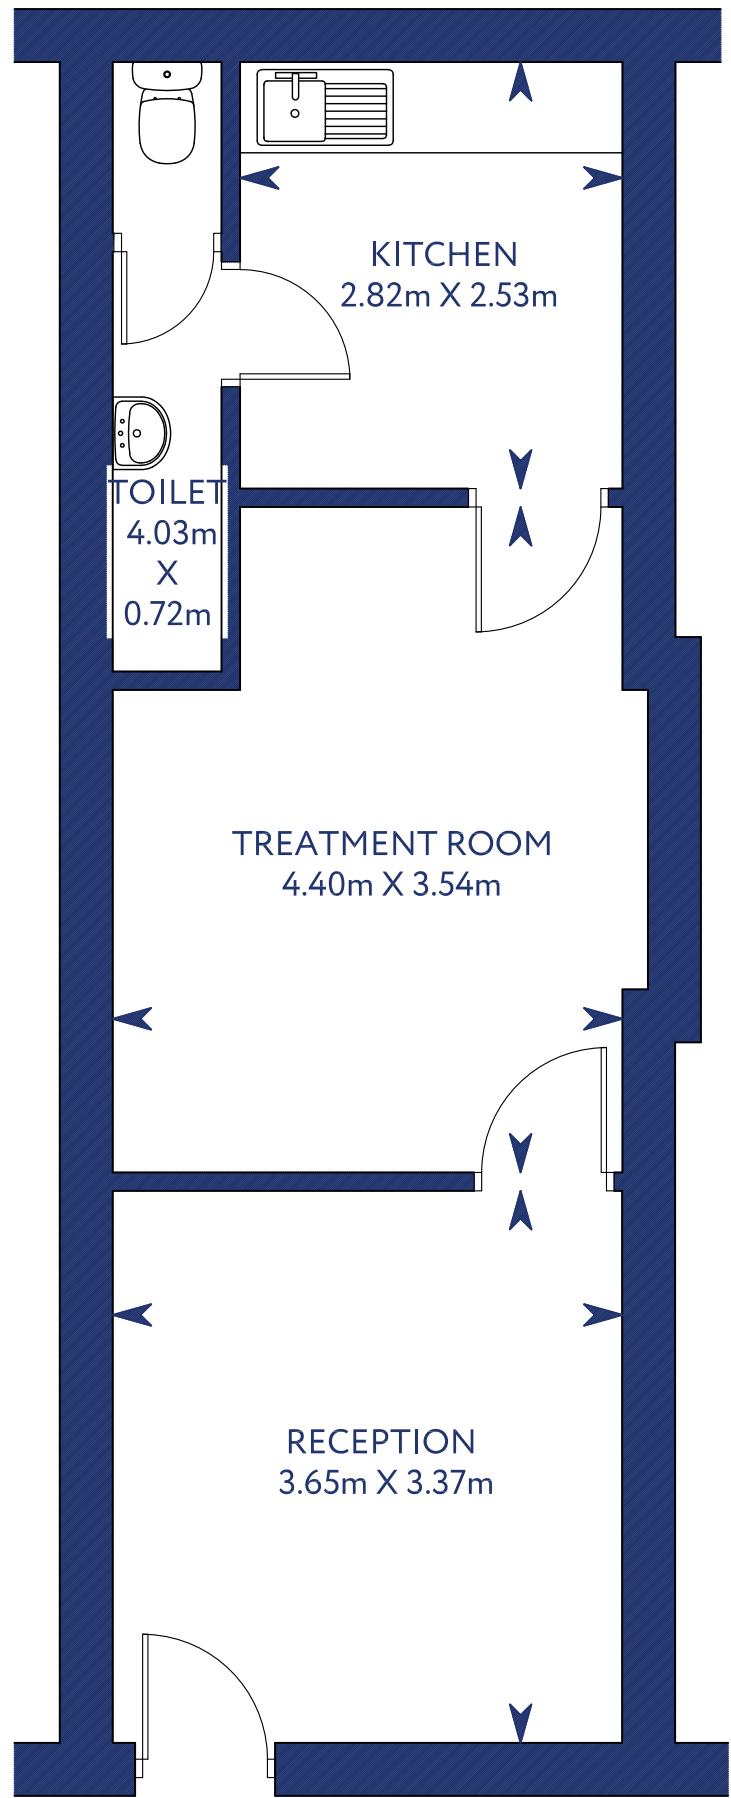 KITCHEN
2.82m X 2.53m
TOILET
4.03m
X
0.72m
TREATMENT ROOM
4.40m X 3.54m
RECEPTION
3.65m X 3.37m